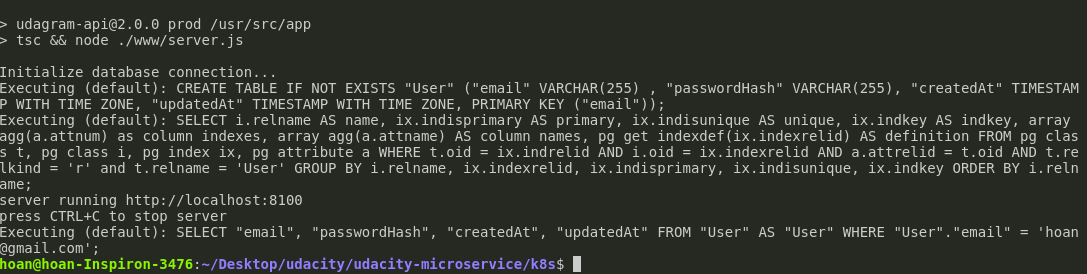 > udagram-api@2.0.0 prod /usr/src/app
> tsc && node ./www/server.js
Initialize database connection...
Executing (default): CREATE TABLE IF NOT EXISTS "User" ("email" VARCHAR(255) , "passwordHash" VARCHAR(255), "createdAt" TIMESTAM
P WITH TIME ZONE, "updatedAt" TIMESTAMP WITH TIME ZONE, PRIMARY KEY ("email"));
Executing (default): SELECT i.relname AS name, ix.indisprimary AS primary, ix.indisunique AS unique, ix.indkey AS indkey, array
agg(a.attnum) as column indexes, array agg(a.attname) AS column names, pg get indexdef(ix.indexrelid) AS definition FROM pg clas
s t, pg class i, pg index ix, pg attribute a WHERE t.oid = ix.indrelid AND i.oid = ix.indexrelid AND a.attrelid = t.oid AND t.re
lkind = 'r' and t.relname = 'User' GROUP BY i.relname, ix.indexrelid, ix.indisprimary, ix.indisunique, ix.indkey ORDER BY i.reln
ame;
server running http://localhost:8100
press CTRL+C to stop server
Executing (default): SELECT "email", "passwordHash", "createdAt", "updatedAt" FROM "User" AS "User" WHERE "User"."email" = 'hoan
@gmail.com';
hoan@hoan-Inspiron-3476:~/Desktop/udacity/udacity-microservice/k8s$